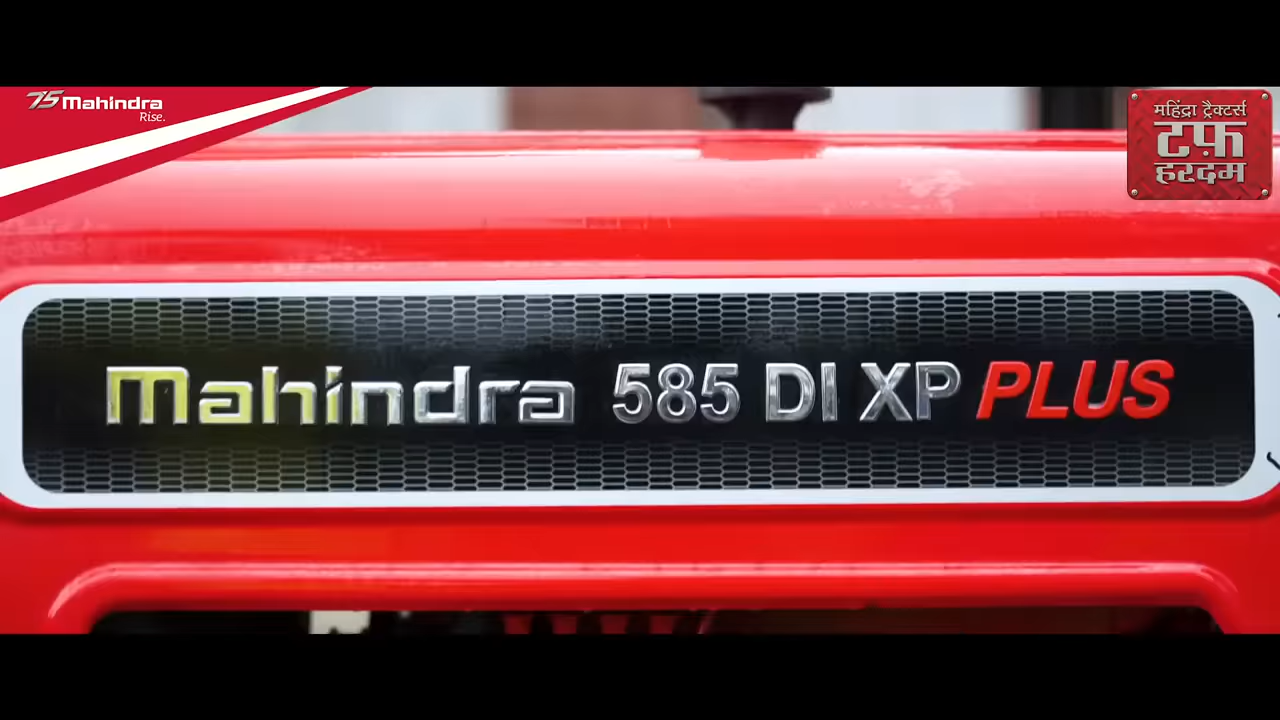 75 Mahindra
Rise.
महिंद्रा ट्रैक्टर्स
टफ़
हरदम
Mahindra 585 DI XP PLUS